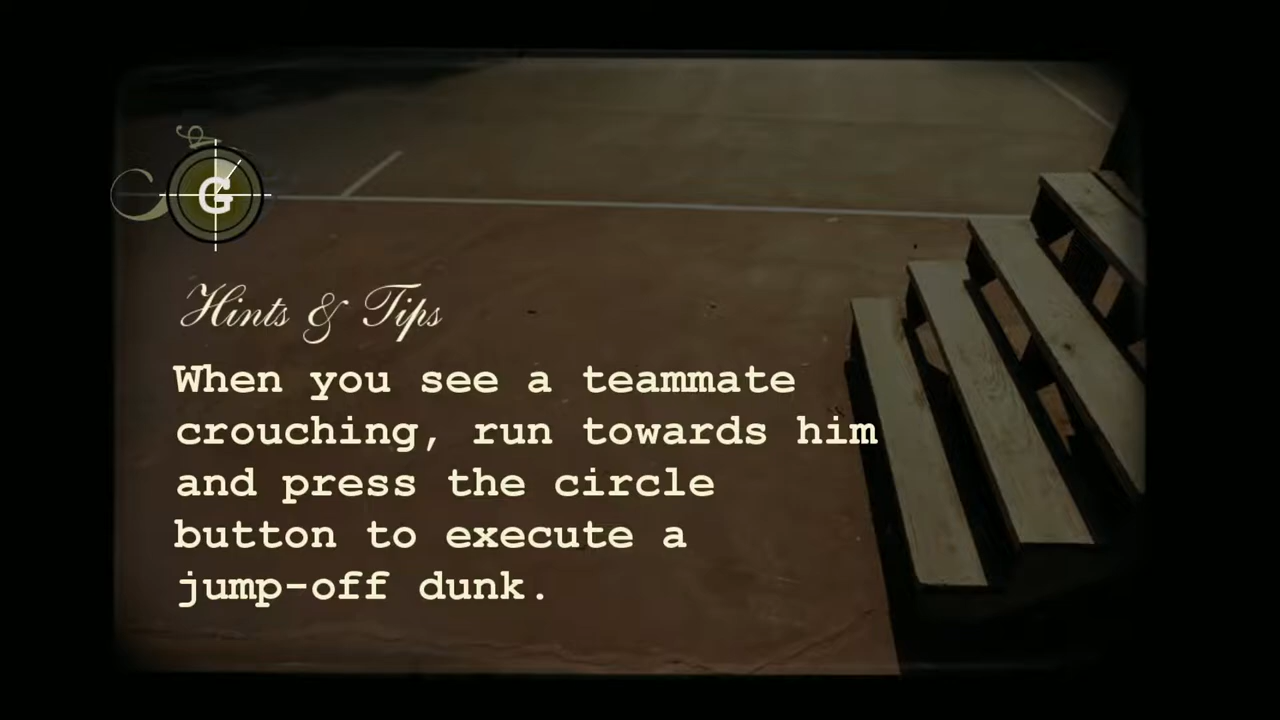 G
Hints & Tips
When you see a teammate
crouching, run towards him
and press the circle
button to execute a
jump-off dunk.